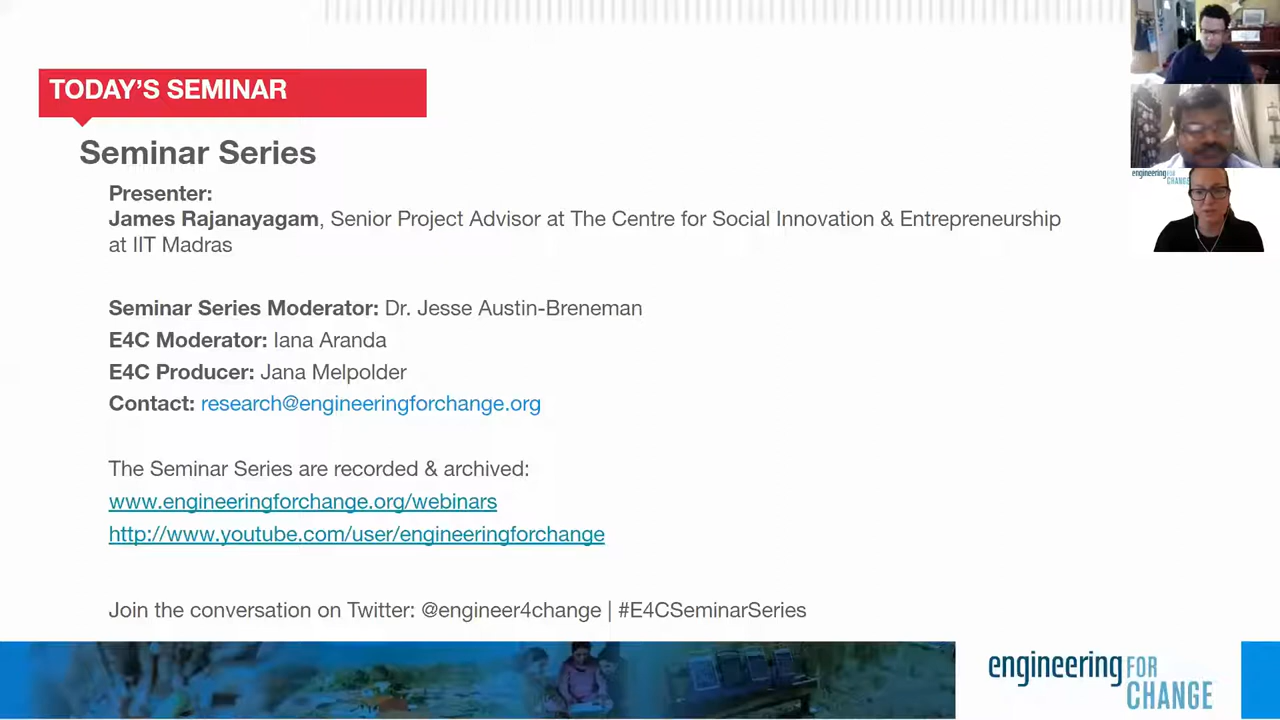 TODAY'S SEMINAR
Seminar Series
Presenter:
James Rajanayagam, Senior Project Advisor at The Centre for Social Innovation & Entrepreneurship
at IIT Madras
Seminar Series Moderator: Dr. Jesse Austin-Breneman
E4C Moderator: Iana Aranda
E4C Producer: Jana Melpolder
Contact: research@engineeringforchange.org
The Seminar Series are recorded & archived:
www.engineeringforchange.org/webinars
http://www.youtube.com/user/engineeringforchange
Join the conversation on Twitter: @engineer4change | #E4CSeminarSeries
engineering FOR
CHANGE
engineering FOR
CHANGE